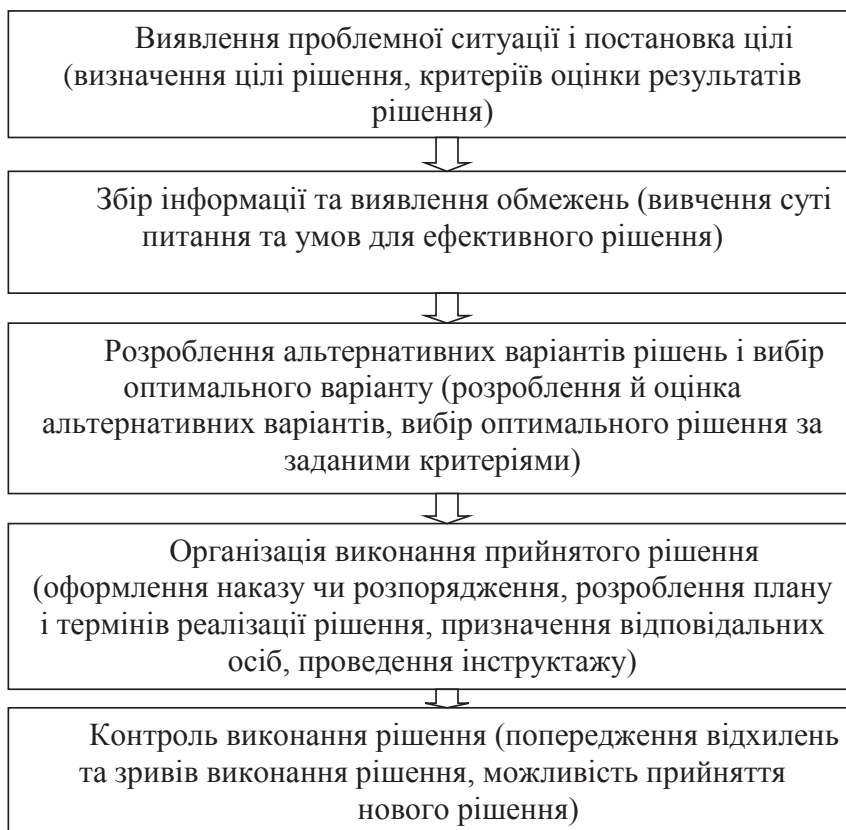 Виявлення проблемної ситуації і постановка цілі
(визначення цілі рішення, критеріїв оцінки результатів
рішення)
Збір інформації та виявлення обмежень (вивчення суті
питання та умов для ефективного рішення)
Розроблення альтернативних варіантів рішень і вибір
оптимального варіанту (розроблення й оцінка
альтернативних варіантів, вибір оптимального рішення за
заданими критеріями)
Організація виконання прийнятого рішення
(оформлення наказу чи розпорядження, розроблення плану
і термінів реалізації рішення, призначення відповідальних
осіб, проведення інструктажу)
Контроль виконання рішення (попередження відхилень
та зривів виконання рішення, можливість прийняття
нового рішення)